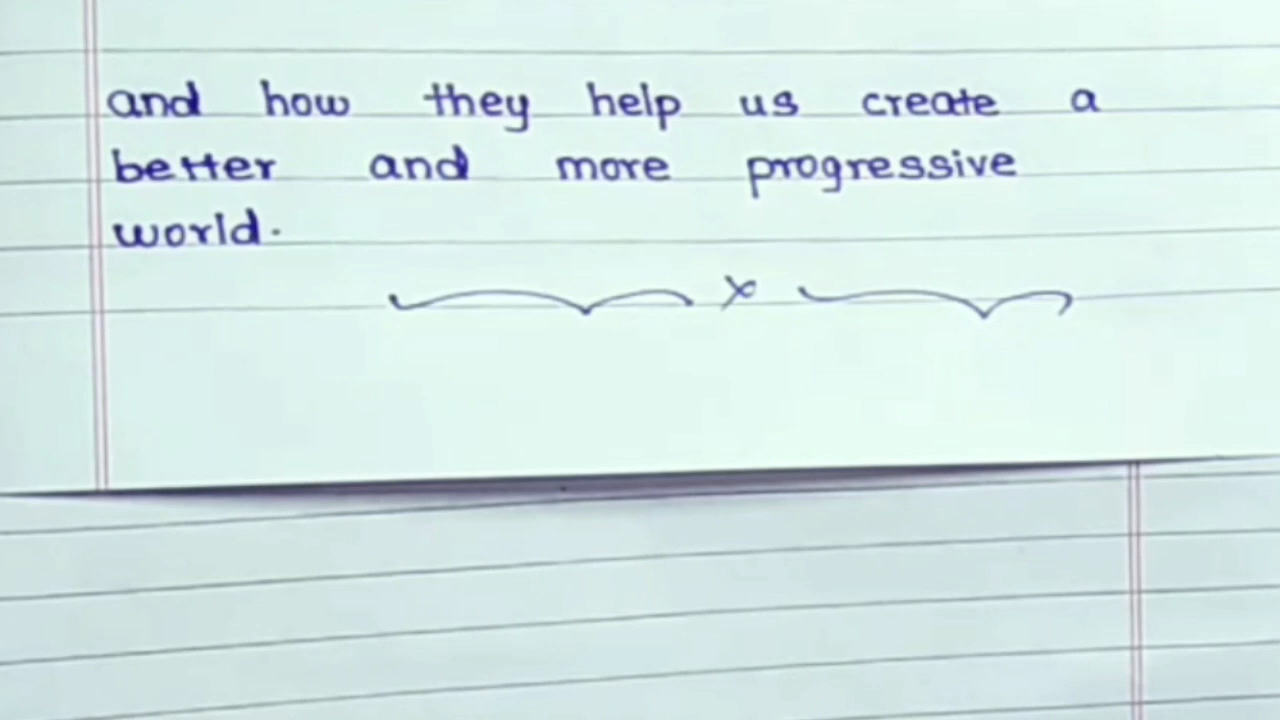 and how they help us create a
better and more progressive
world.